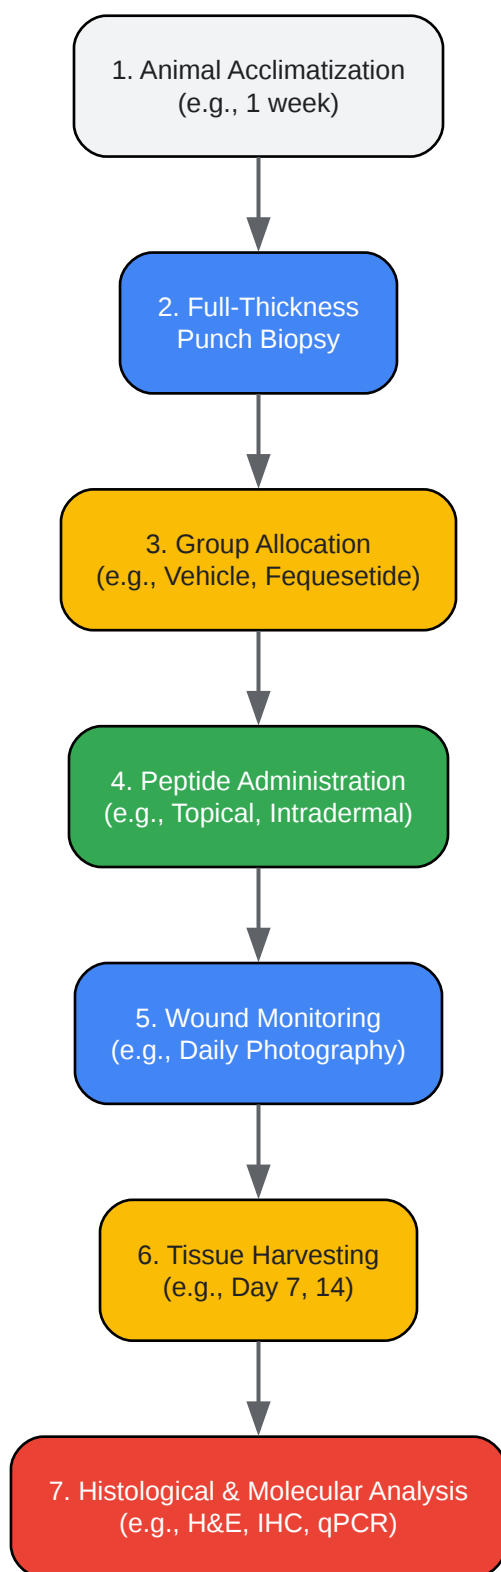 1. Animal Acclimatization
(e.g., 1 week)
2. Full-Thickness
Punch Biopsy
3. Group Allocation
(e.g., Vehicle, Fequesetide)
4. Peptide Administration
(e.g., Topical, Intradermal)
5. Wound Monitoring
(e.g., Daily Photography)
6. Tissue Harvesting
(e.g., Day 7, 14)
7. Histological & Molecular Analysis
(e.g., H&E, IHC, qPCR)